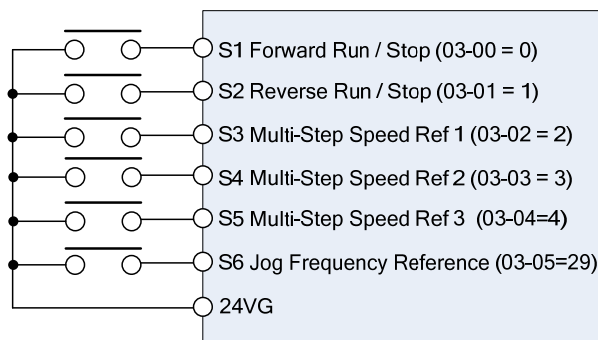 S1 Forward Run / Stop (03-00 = 0)
S2 Reverse Run / Stop (03-01 = 1)
S3 Multi-Step Speed Ref 1 (03-02 = 2)
S4 Multi-Step Speed Ref 2 (03-03 = 3)
S5 Multi-Step Speed Ref 3 (03-04=4)
S6 Jog Frequency Reference (03-05=29)
24VG